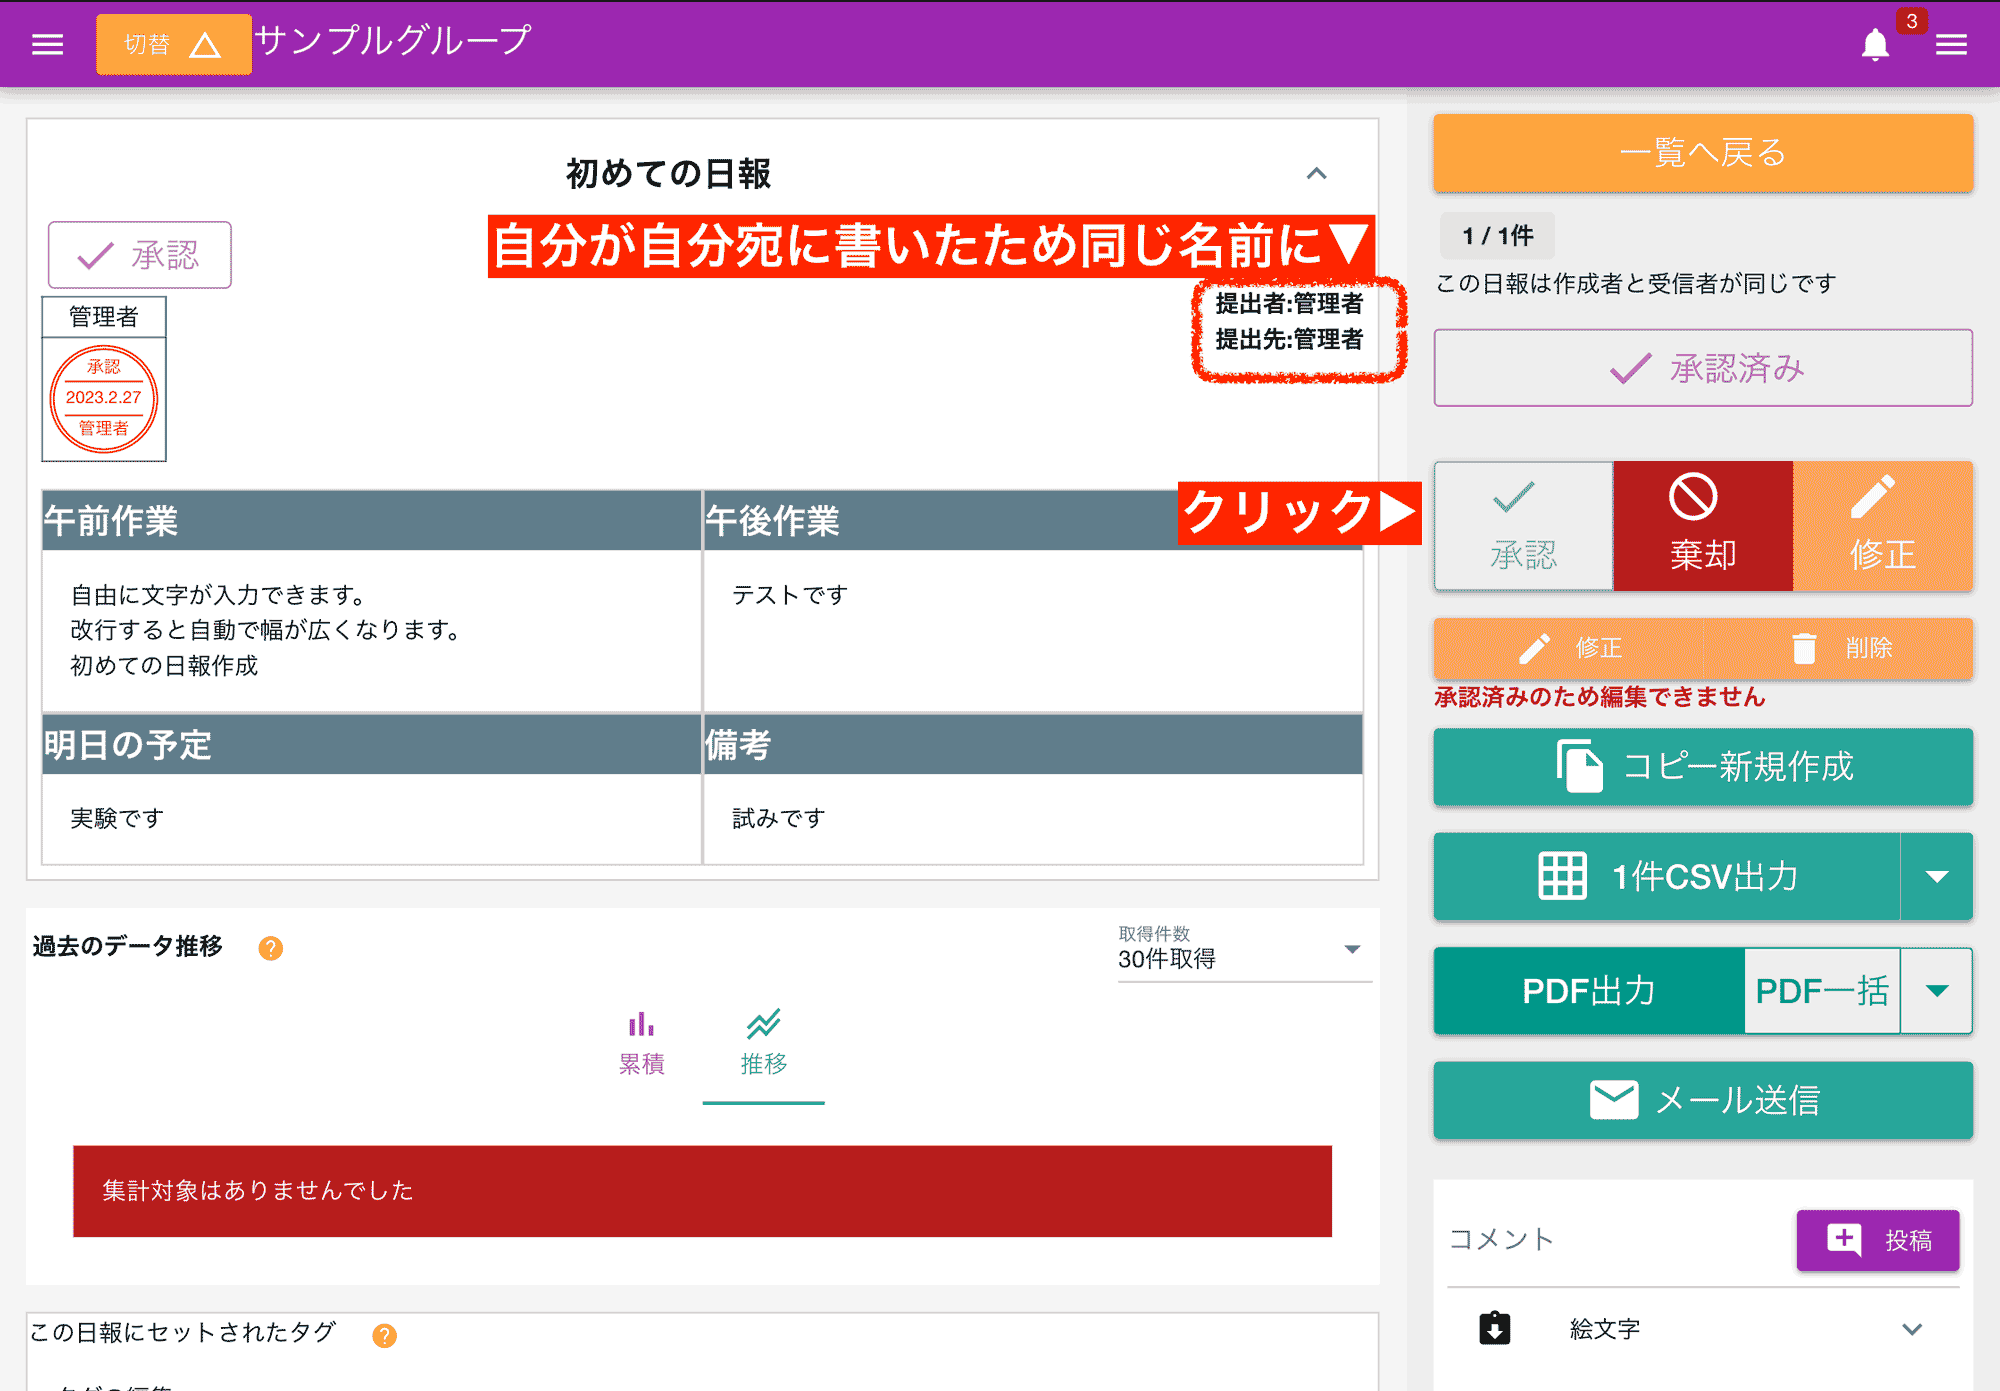 切替
サンプルグループ
3
初めての日報
承認
自分が自分宛に書いたため同じ名前に▼
提出者:管理者
提出先:管理者
管理者
承認
2023.2.27
管理者
クリック▶
午前作業
午後作業
自由に文字が入力できます。
改行すると自動で幅が広くなります。
初めての日報作成
テストです
明日の予定
備考
実験です
試みです
過去のデータ推移
?
取得件数
30件取得
累積
推移
集計対象はありませんでした
この日報にセットされたタグ
?
一覧へ戻る
1 / 1件
この日報は作成者と受信者が同じです
承認済み
承認
棄却
修正
修正
削除
承認済みのため編集できません
コピー新規作成
1件CSV出力
PDF出力
PDF一括
メール送信
コメント
投稿
絵文字